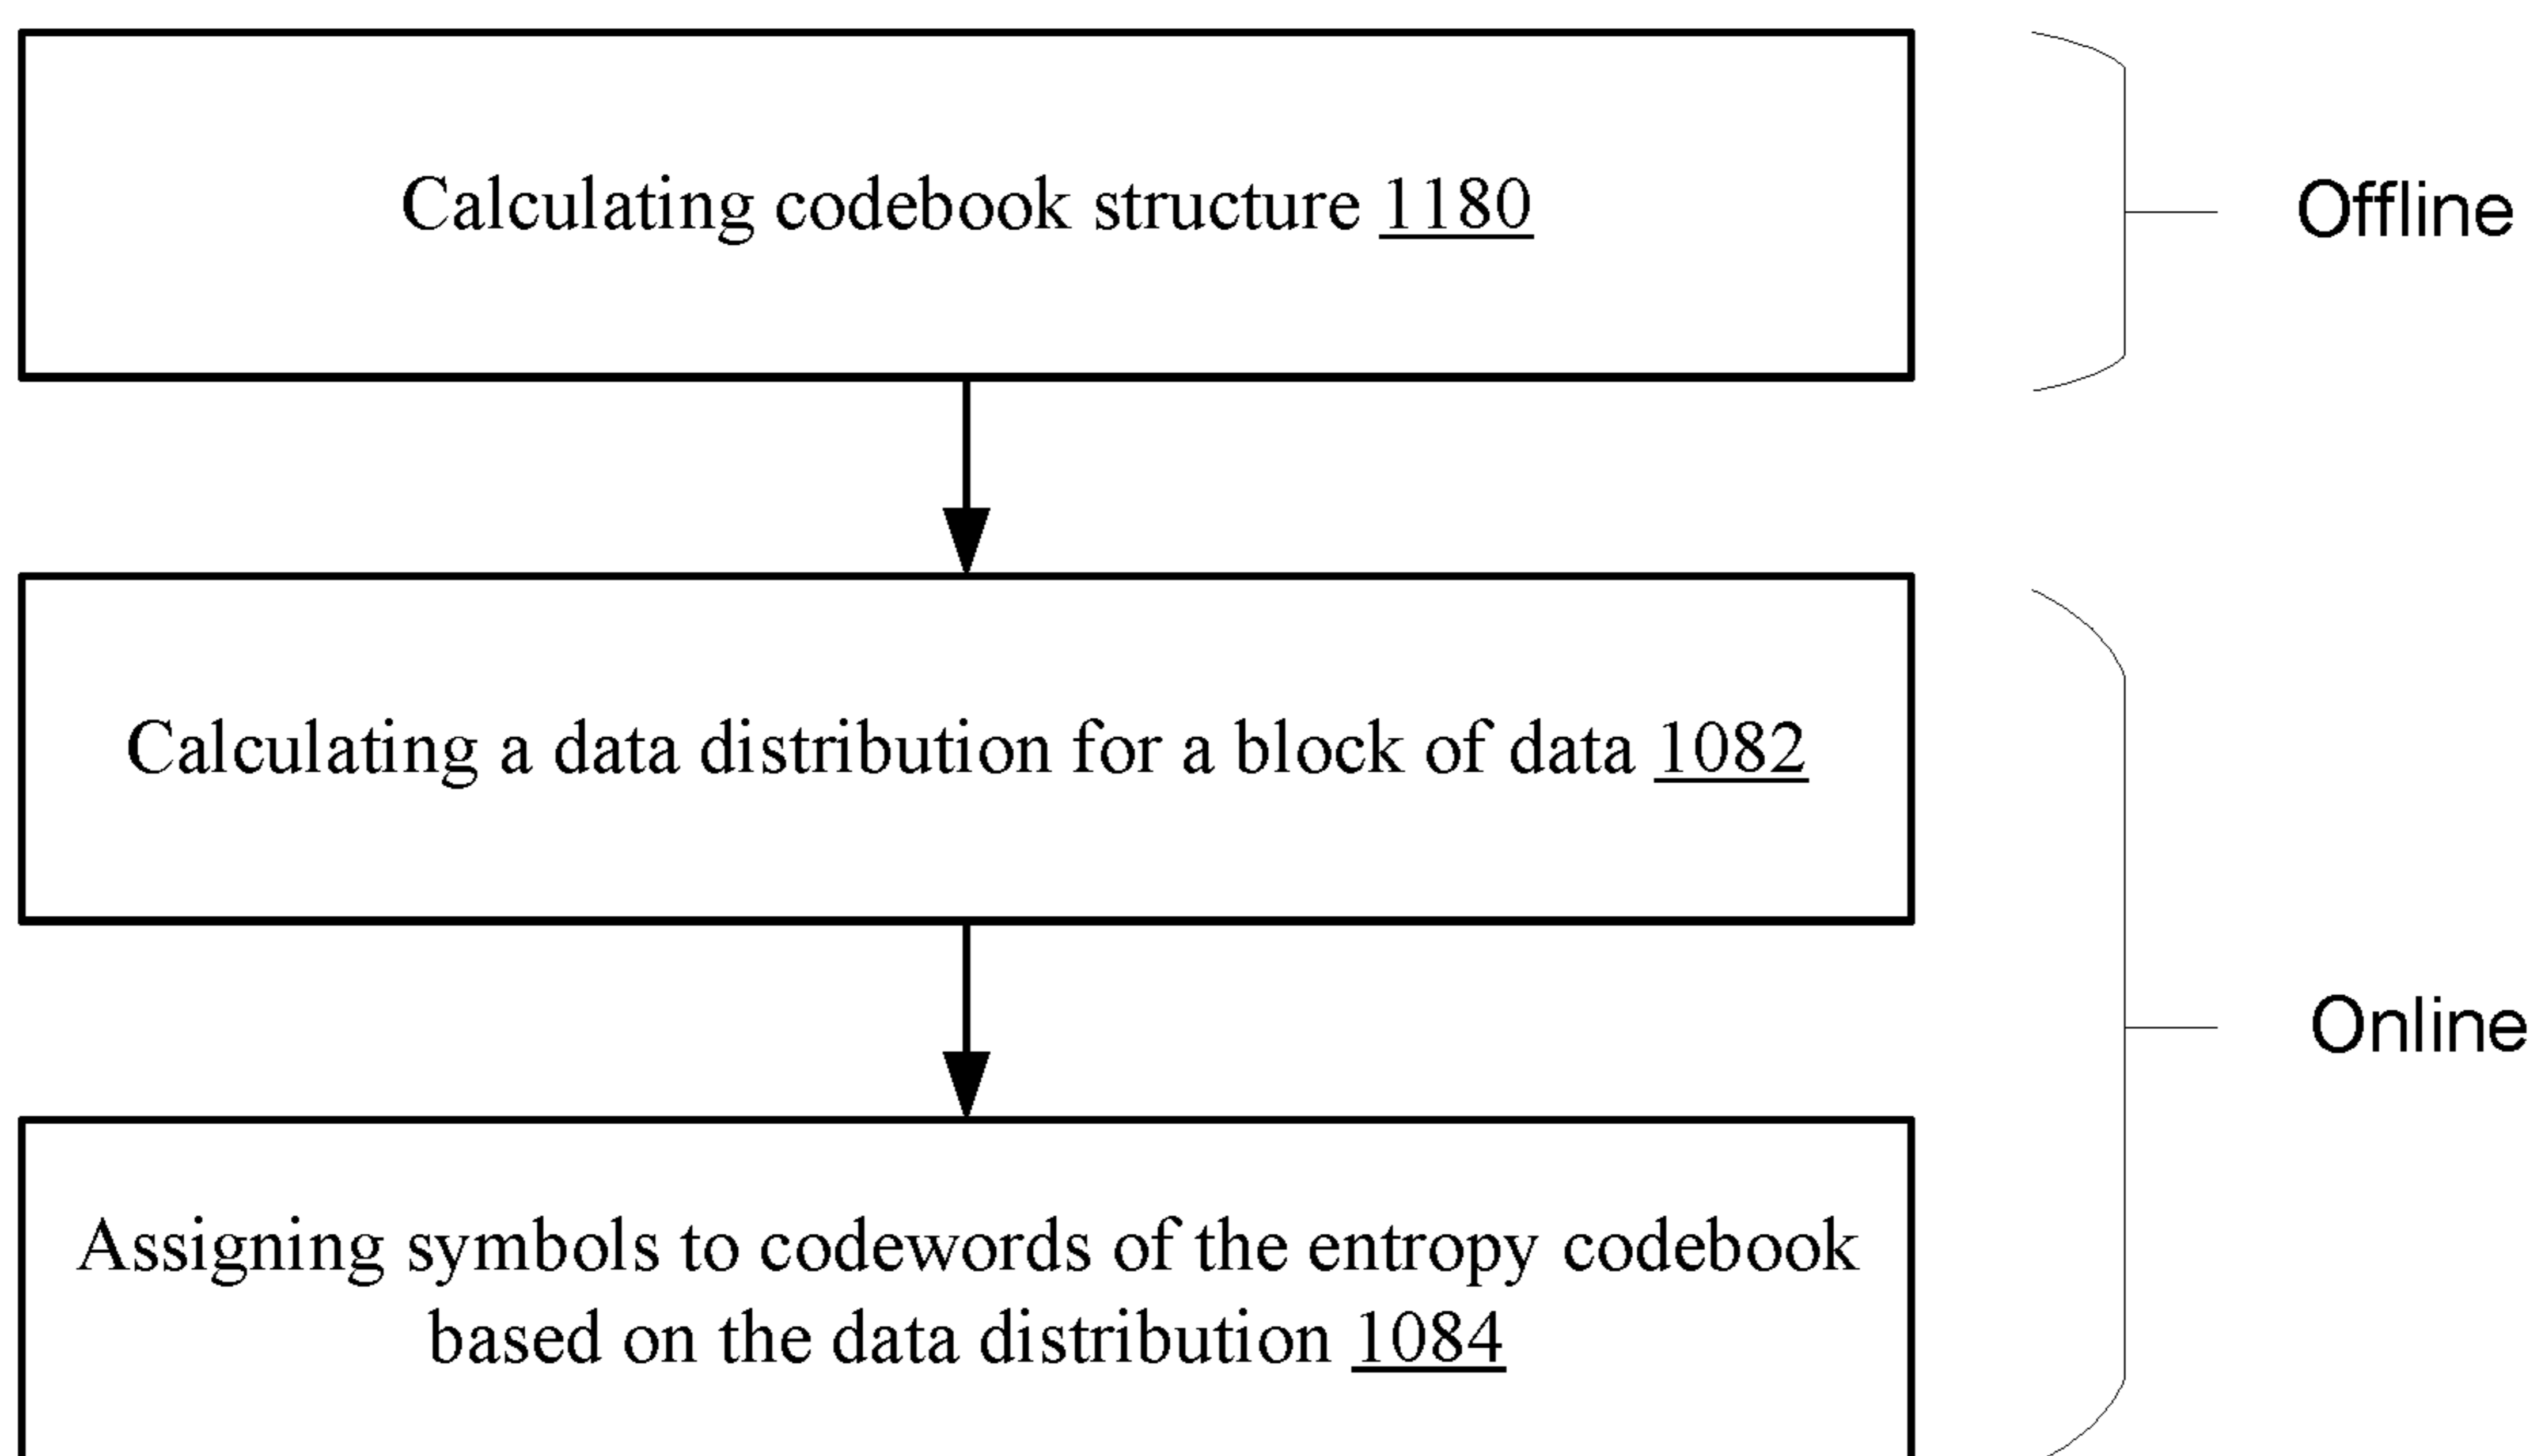 Calculating codebook structure 1180
Offline
Calculating a data distribution for a block of data 1082
Online
Assigning symbols to codewords of the entropy codebook
based on the data distribution 1084